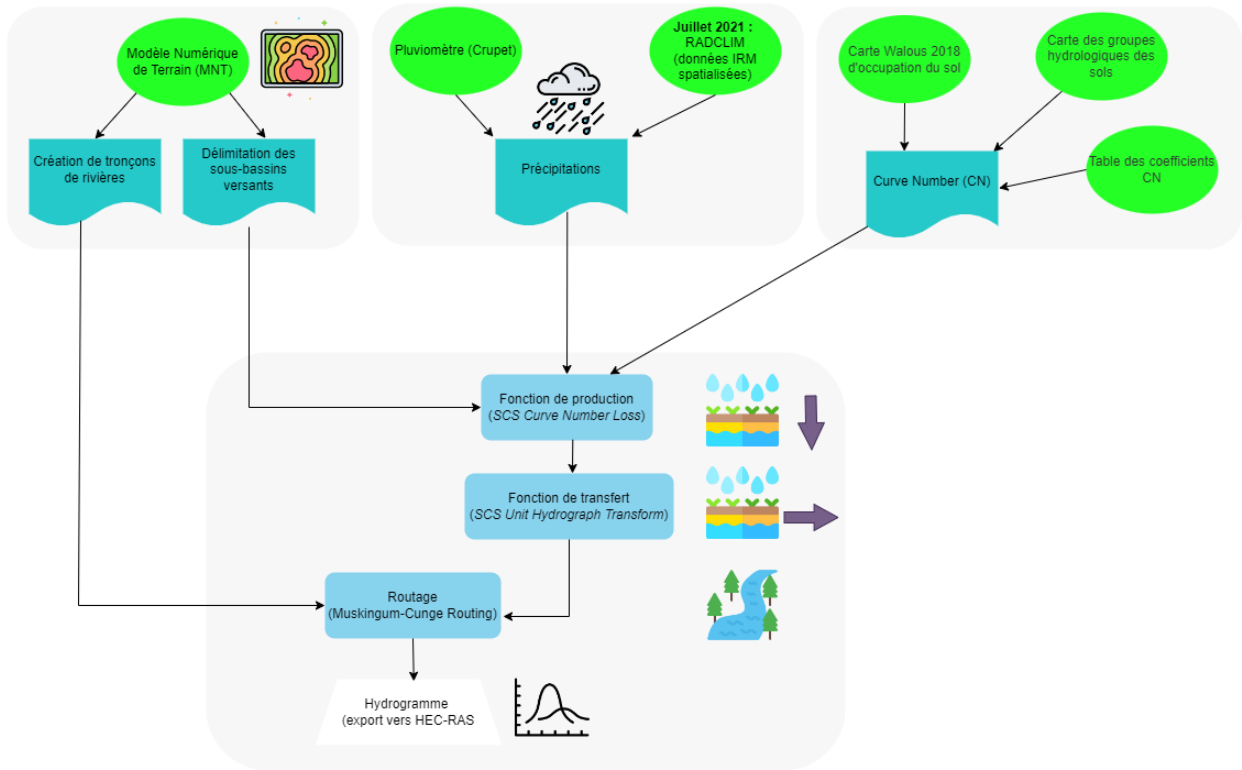 Modèle Numérique
de Terrain (MNT)
Création de tronçons
de rivières
Délimitation des
sous-bassins
versants
Pluviomètre (Crupet)
Juillet 2021 :
RADCLIM
(données IRM
spatialisées)
Précipitations
Carte Walous 2018
d'occupation du sol
Carte des groupes
hydrologiques des
sols
Curve Number (CN)
Table des coefficients
CN
Fonction de production
(SCS Curve Number Loss)
Fonction de transfert
(SCS Unit Hydrograph Transform)
Routage
(Muskingum-Cunge Routing)
Hydrogramme
(export vers HEC-RAS